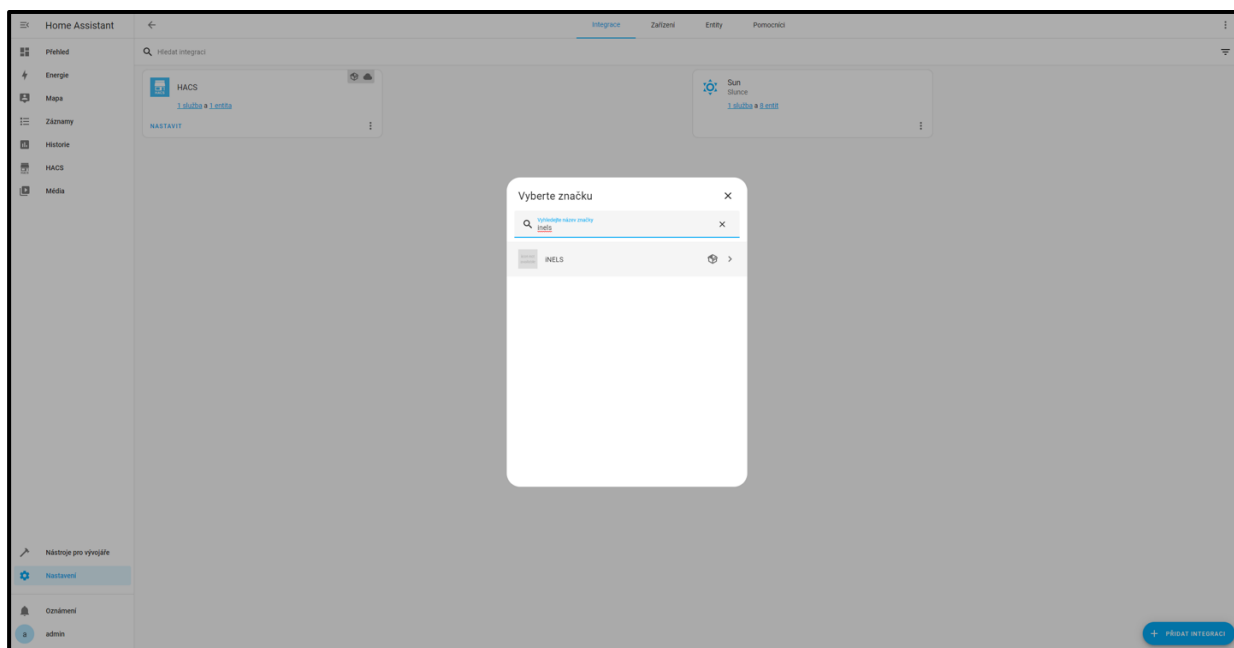 Home Assistant
Integrace
Zařízení
Entity
Pomocníci
Přehled
Energie
Mapa
Záznamy
Historie
HACS
Média
Hledat integraci
HACS
1 služba a 1 entita
NASTAVIT
Sun
Slunce
1 služba a 8 entit
Vyberte značku
Vyhledejte název značky
inels
INELS
Nástroje pro vývojáře
Nastavení
Oznámení
a admin
PŘIDAT INTEGRACI